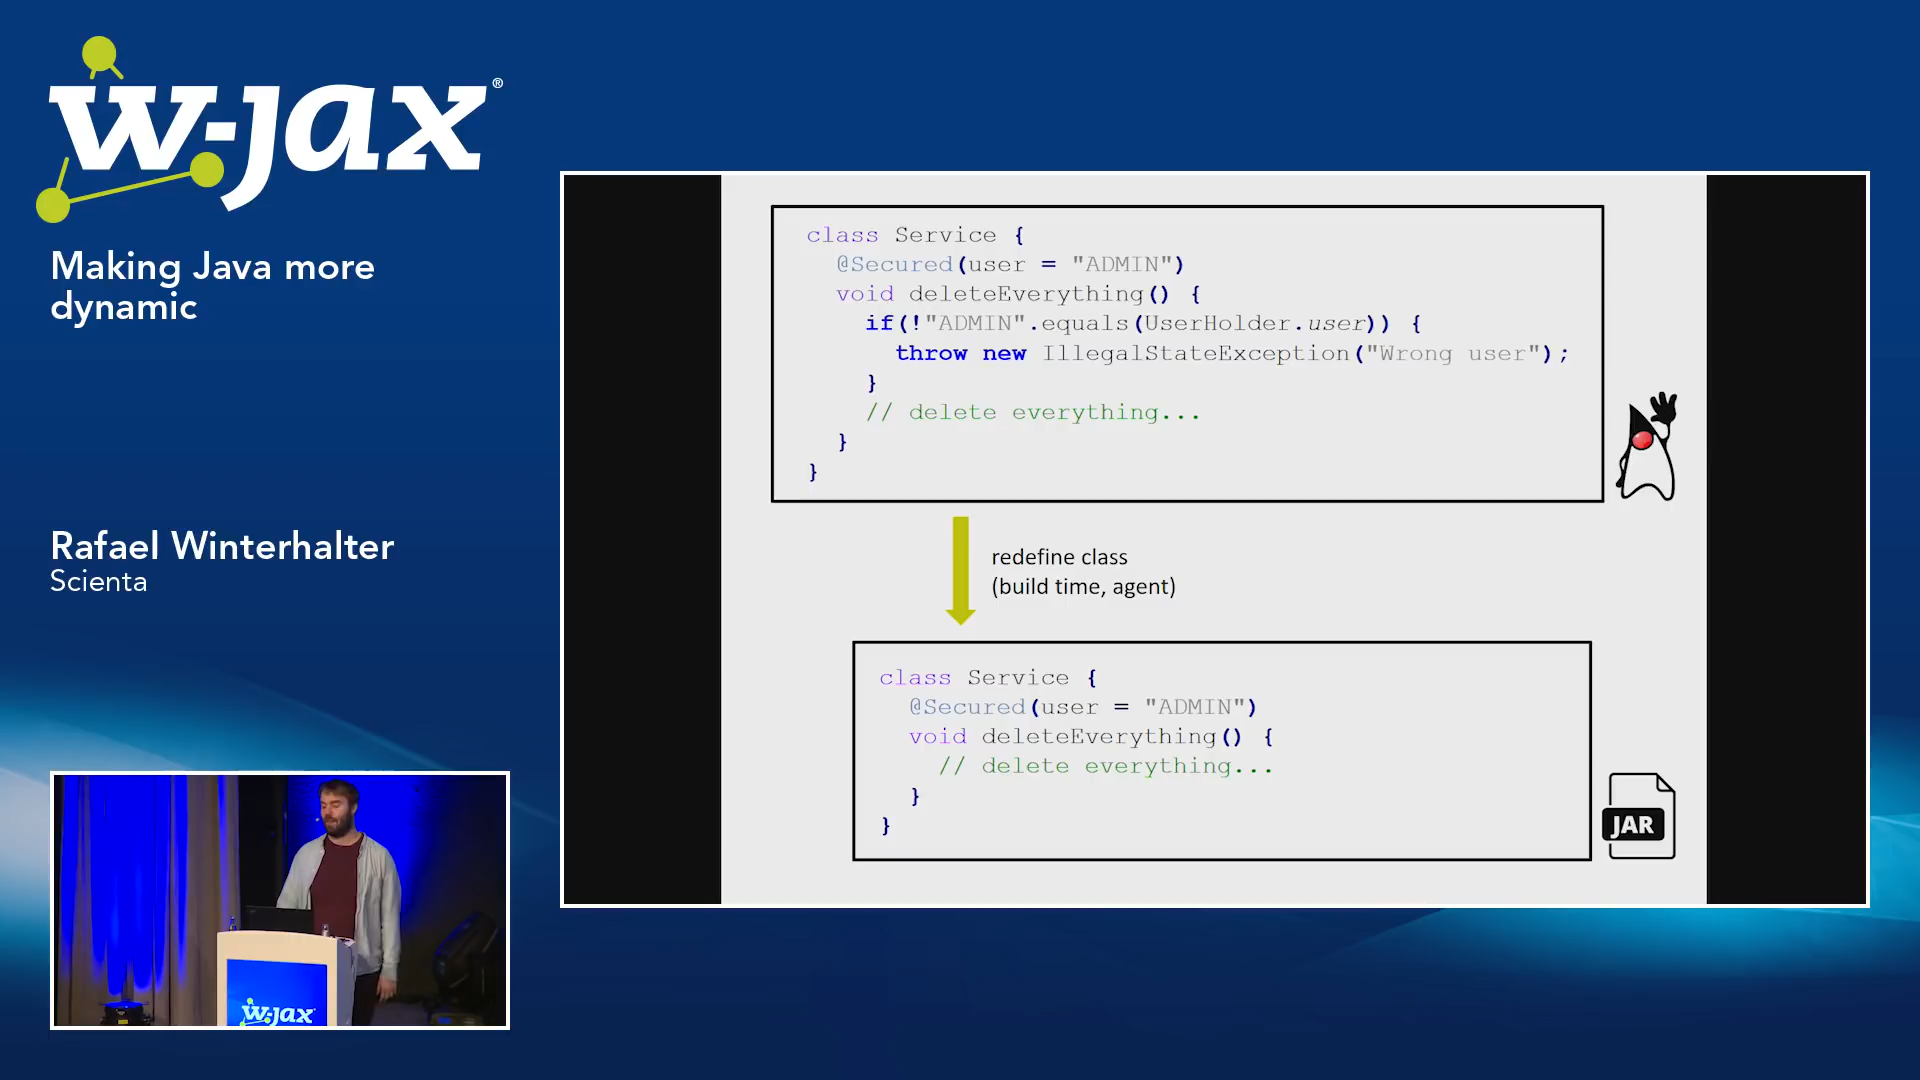 w-jax®
Making Java more
dynamic
Rafael Winterhalter
Scienta
class Service {
@Secured(user = "ADMIN")
void deleteEverything() {
if(!"ADMIN".equals(UserHolder.user)) {
throw new IllegalStateException("Wrong user");
}
// delete everything...
}
}
redefine class
(build time, agent)
class Service {
@Secured(user = "ADMIN")
void deleteEverything() {
// delete everything...
}
}
JAR
w-jax